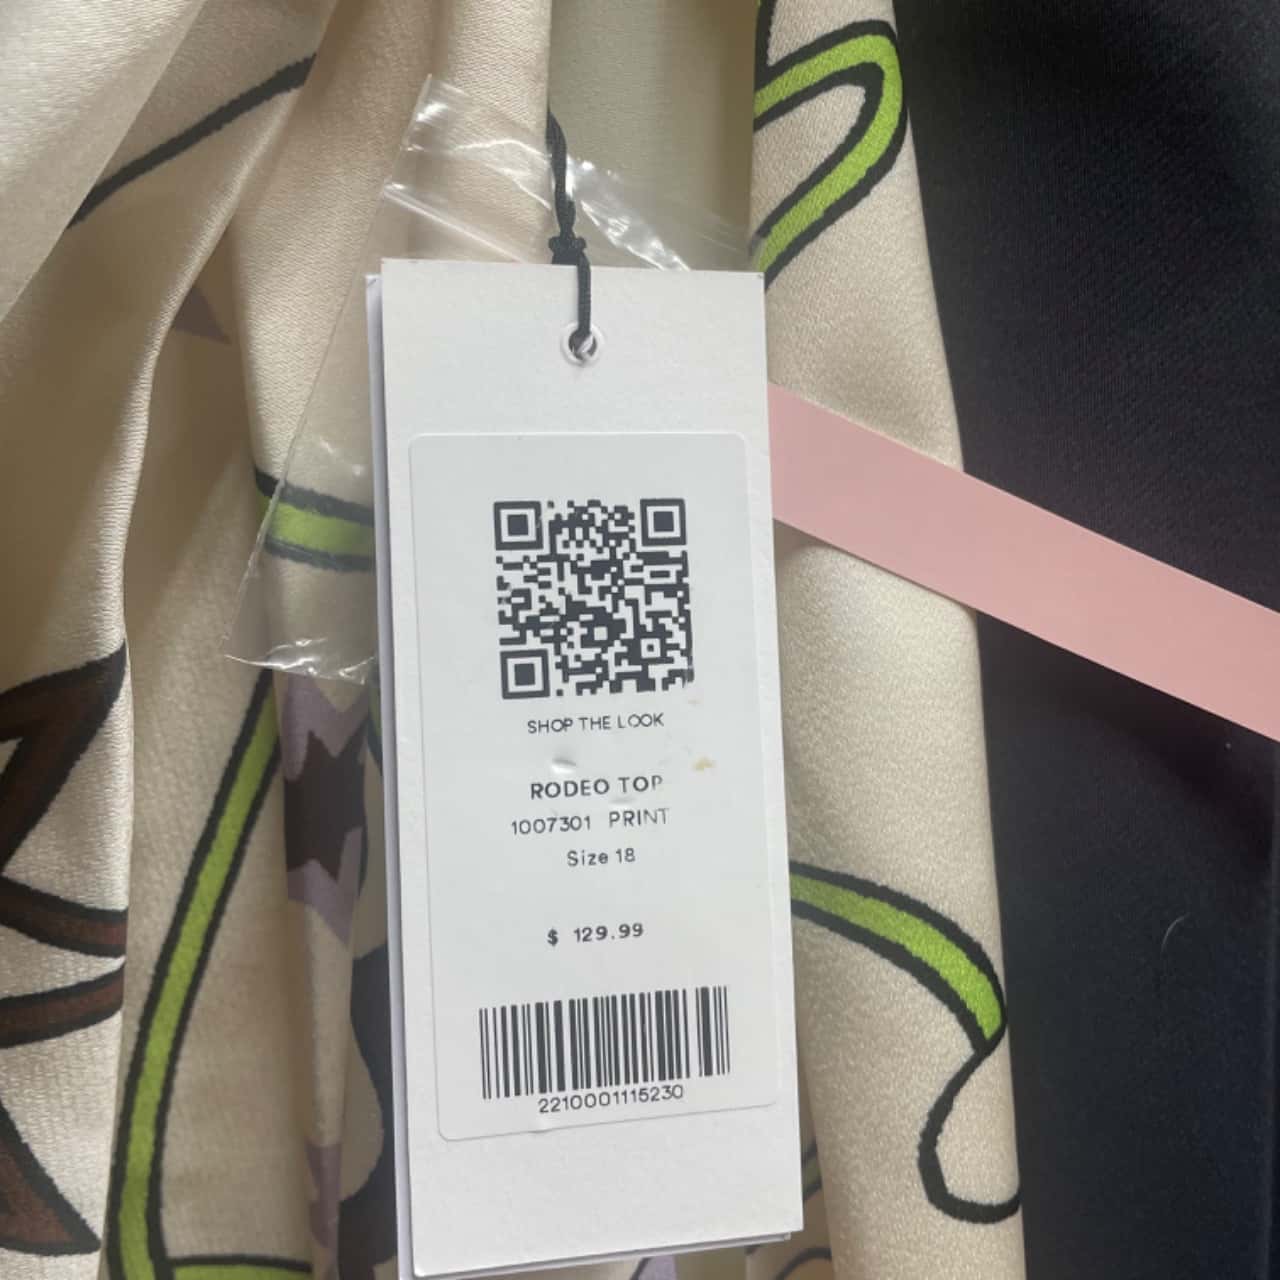 SHOP THE LOOK
RODEO TOP
1007301 PRINT
Size 18
$ 129.99
2210001115230